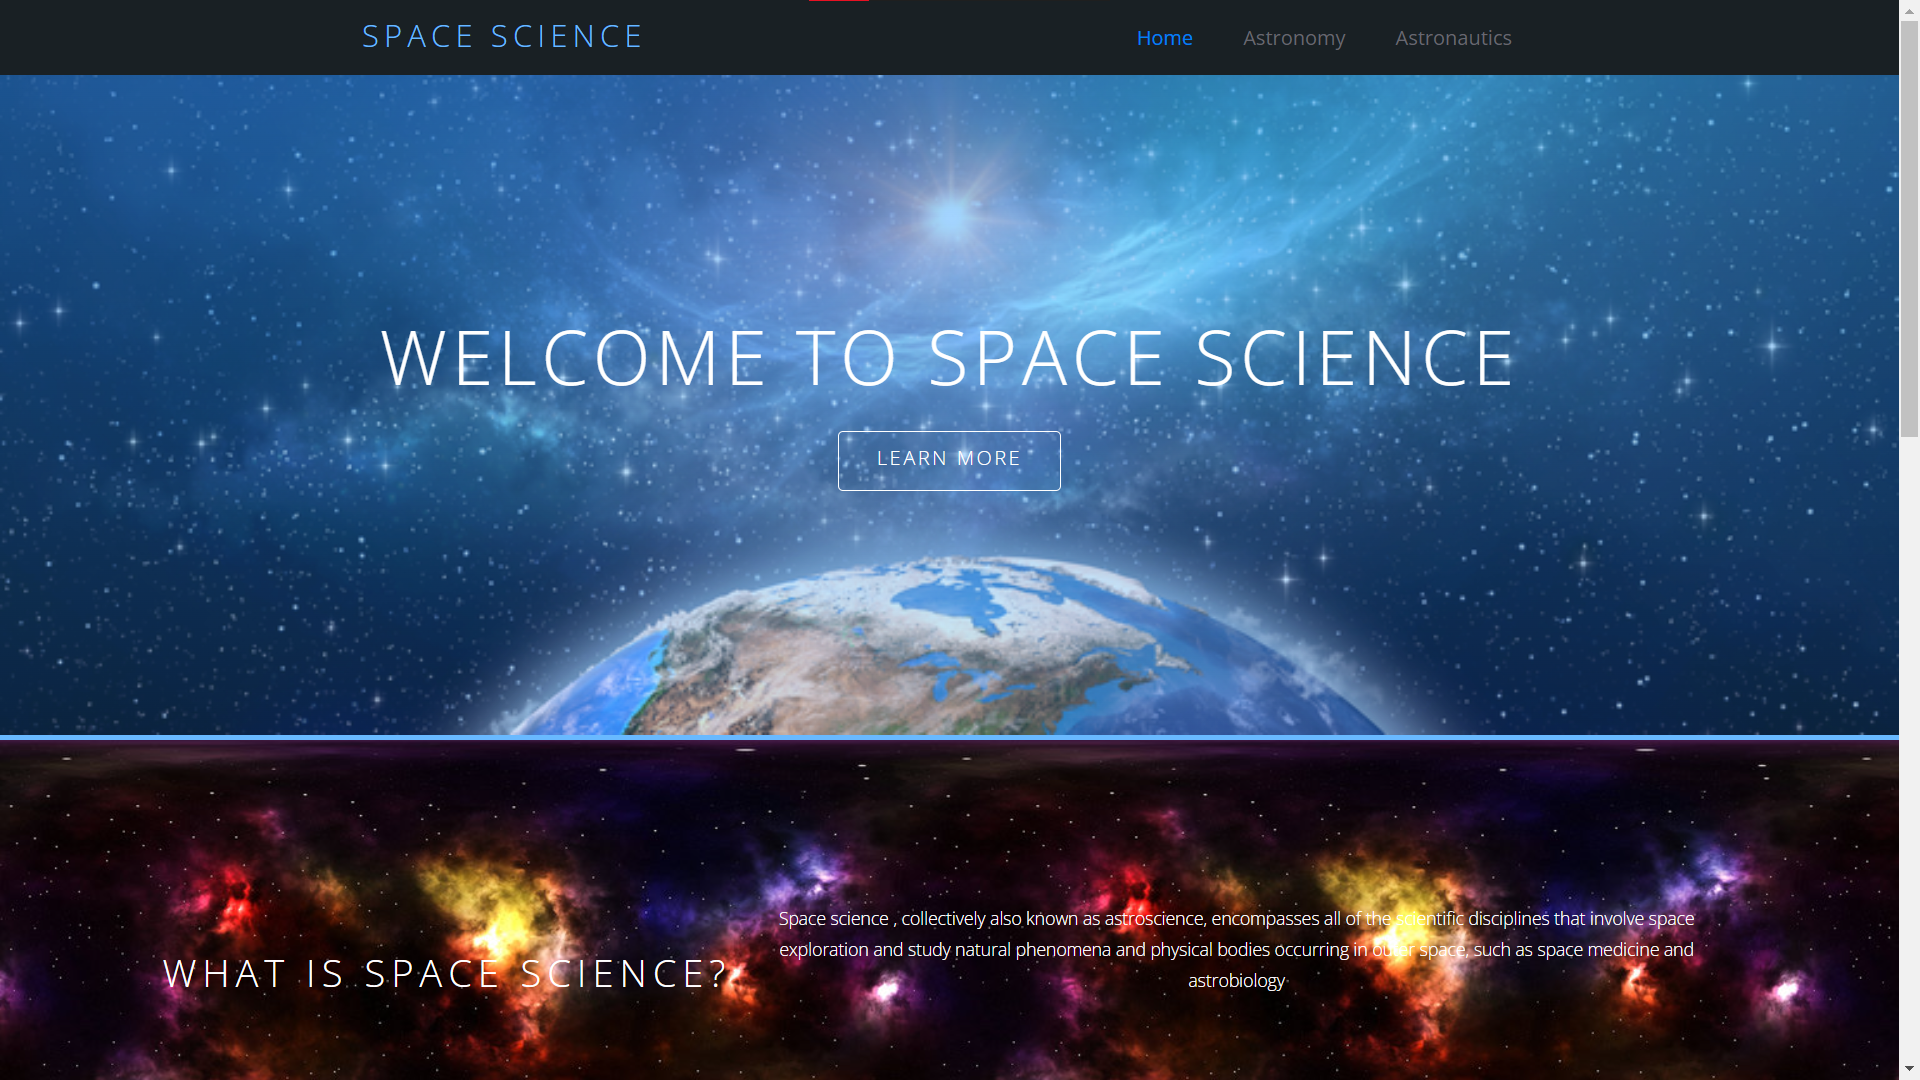 SPACE SCIENCE
Home Astronomy Astronautics
WELCOME TO SPACE SCIENCE
LEARN MORE
WHAT IS SPACE SCIENCE?
Space science , collectively also known as astroscience, encompasses all of the scientific disciplines that involve space
exploration and study natural phenomena and physical bodies occurring in outer space, such as space medicine and
astrobiology